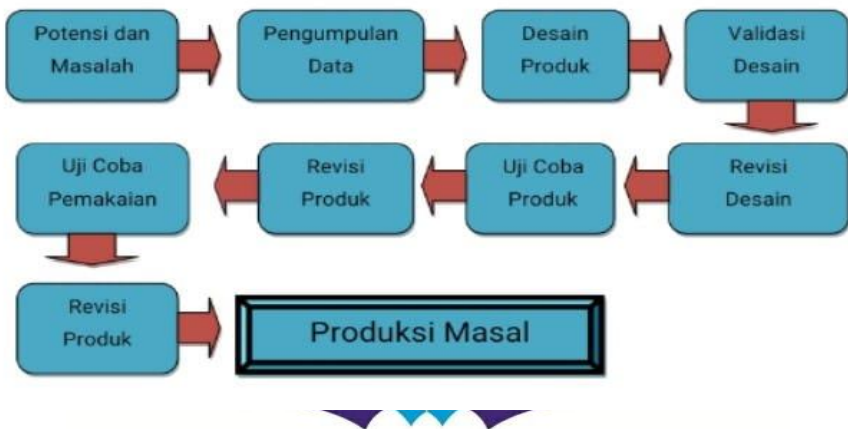 Potensi dan
Masalah
Pengumpulan
Data
Desain
Produk
Validasi
Desain
Revisi
Desain
Uji Coba
Produk
Revisi
Produk
Uji Coba
Pemakaian
Revisi
Produk
Produksi Masal